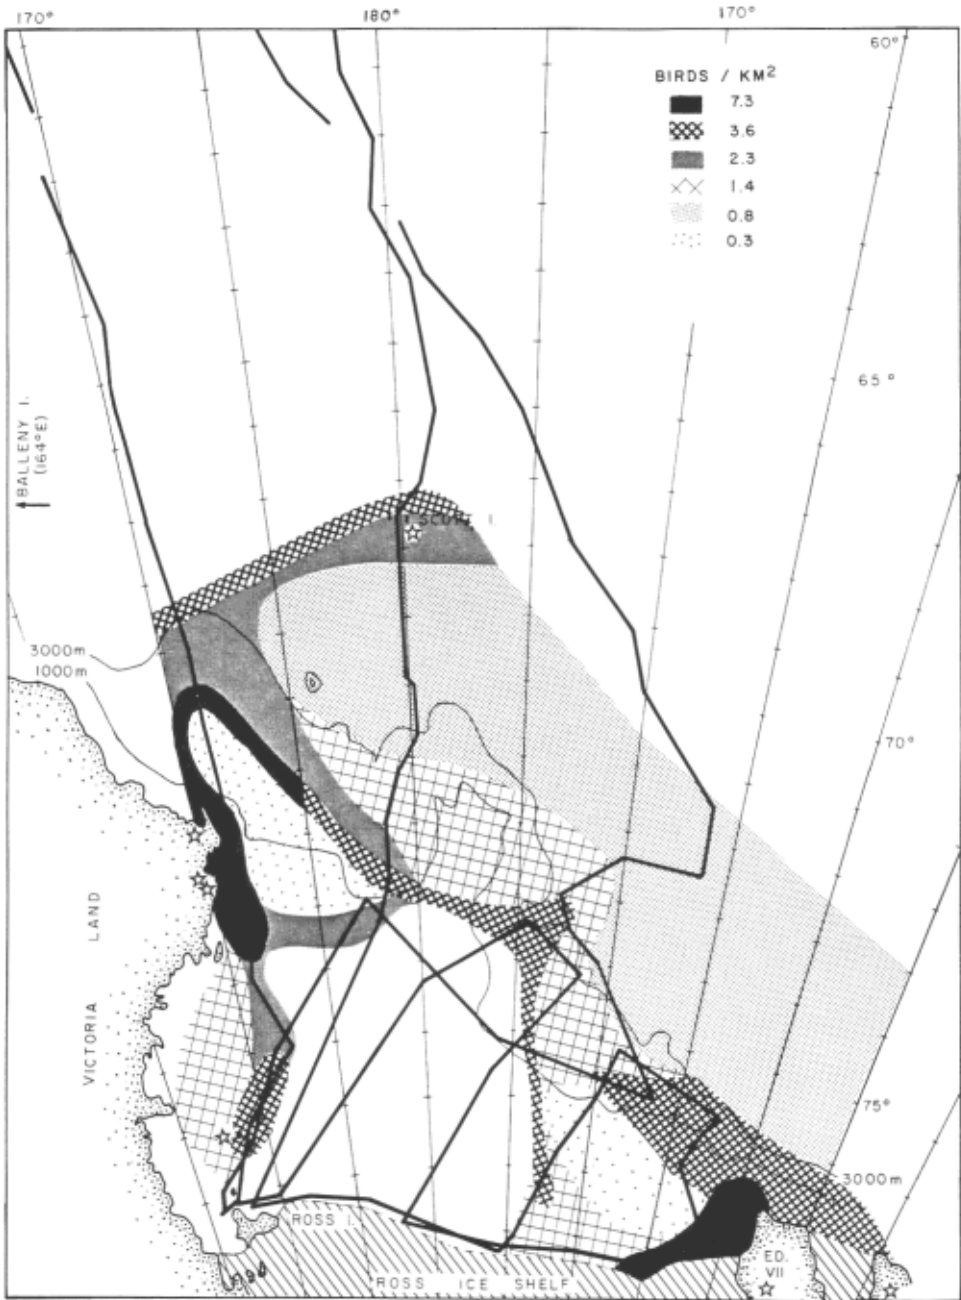 170°
180°
170°
60°
BIRDS / KM²
7.3
3.6
2.3
1.4
0.8
0.3
65°
BALLENY I.
(164°E)
SCOTT I.
3000m
1000m
70°
VICTORIA LAND
75°
3000m
ROSS I.
ED.
VII
ROSS ICE SHELF